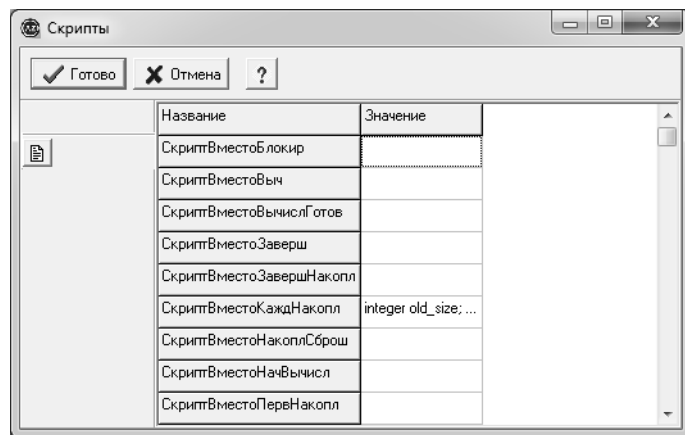 Скрипты
Готово Отмена ?
Название Значение
СкриптВместоБлокир
СкриптВместоВыч
СкриптВместоВычислГотов
СкриптВместоЗаверш
СкриптВместоЗавершНакопл
СкриптВместоКаждНакопл integer old_size; ...
СкриптВместоНакоплСброш
СкриптВместоНачВычисл
СкриптВместоПервНакопл